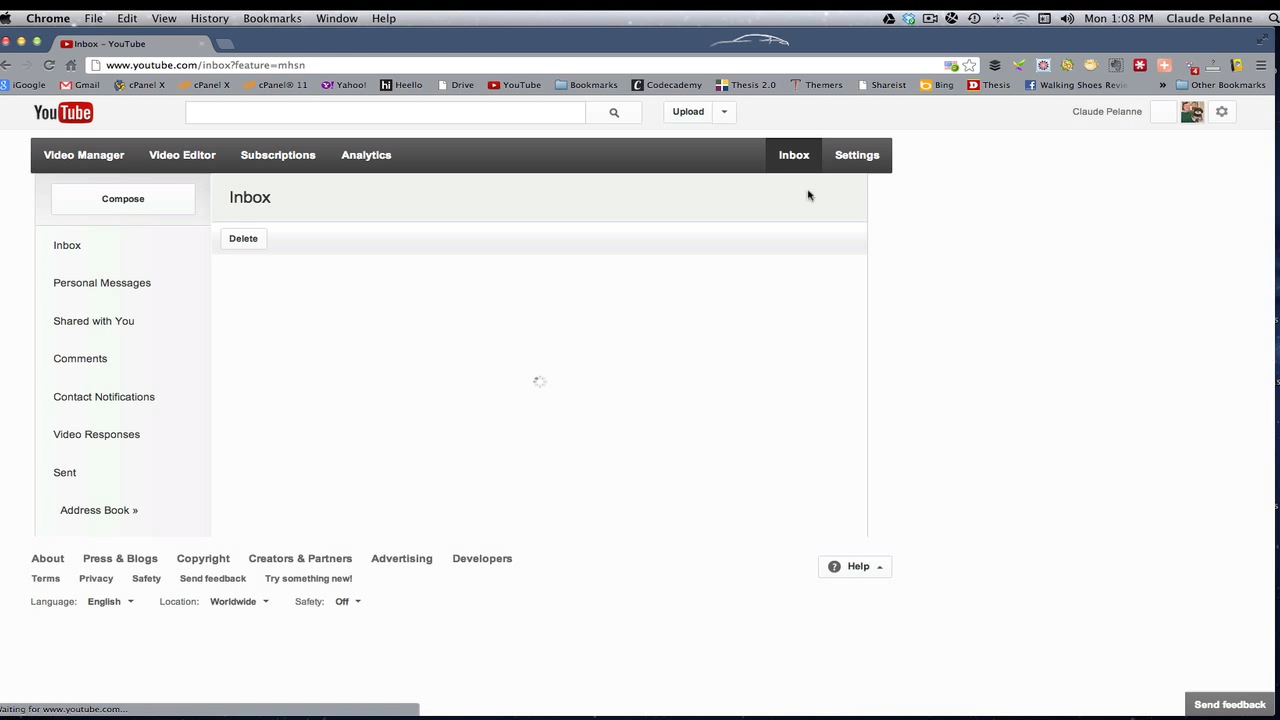 Chrome File Edit View History Bookmarks Window Help Mon 1:08 PM Claude Pelanne
Inbox - YouTube
www.youtube.com/inbox?feature=mhsn
iGoogle Gmail cPanel X cPanel X cPanel® 11 Yahoo! Heello Drive YouTube Bookmarks Codecademy Thesis 2.0 Themers Shareist Bing Thesis Walking Shoes Revie » Other Bookmarks
YouTube Upload Claude Pelanne
Video Manager Video Editor Subscriptions Analytics Inbox Settings
Compose Inbox
Delete
Inbox
Personal Messages
Shared with You
Comments
Contact Notifications
Video Responses
Sent
Address Book »
About Press & Blogs Copyright Creators & Partners Advertising Developers
Help
Terms Privacy Safety Send feedback Try something new!
Language: English Location: Worldwide Safety: Off
Send feedback
Waiting for www.youtube.com...